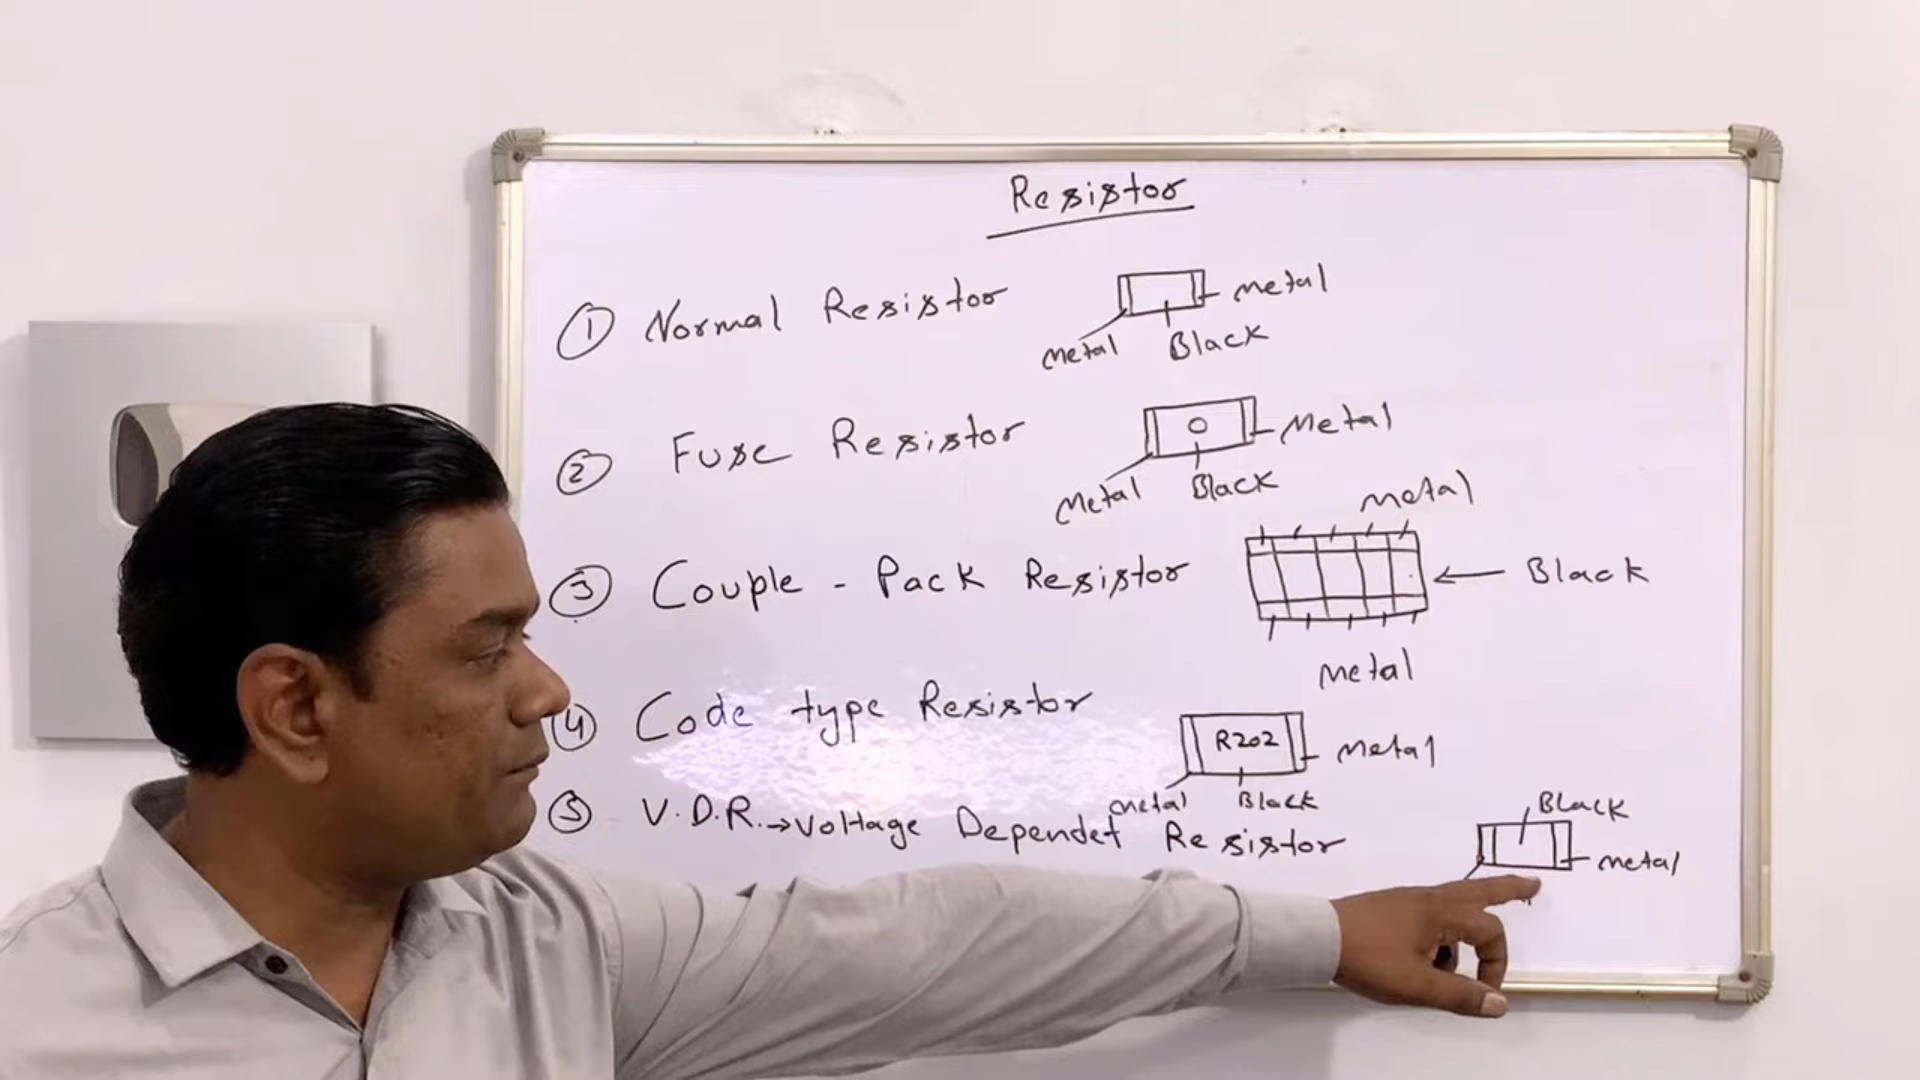 Resistor
① Normal Resistor
metal
metal Black
② Fuse Resistor
Metal
Metal Black
metal
③ Couple - Pack Resistor
Black
metal
④ Code type Resistor
R202
metal
metal Black
⑤ V.D.R. → Voltage Dependet Resistor
Black
metal